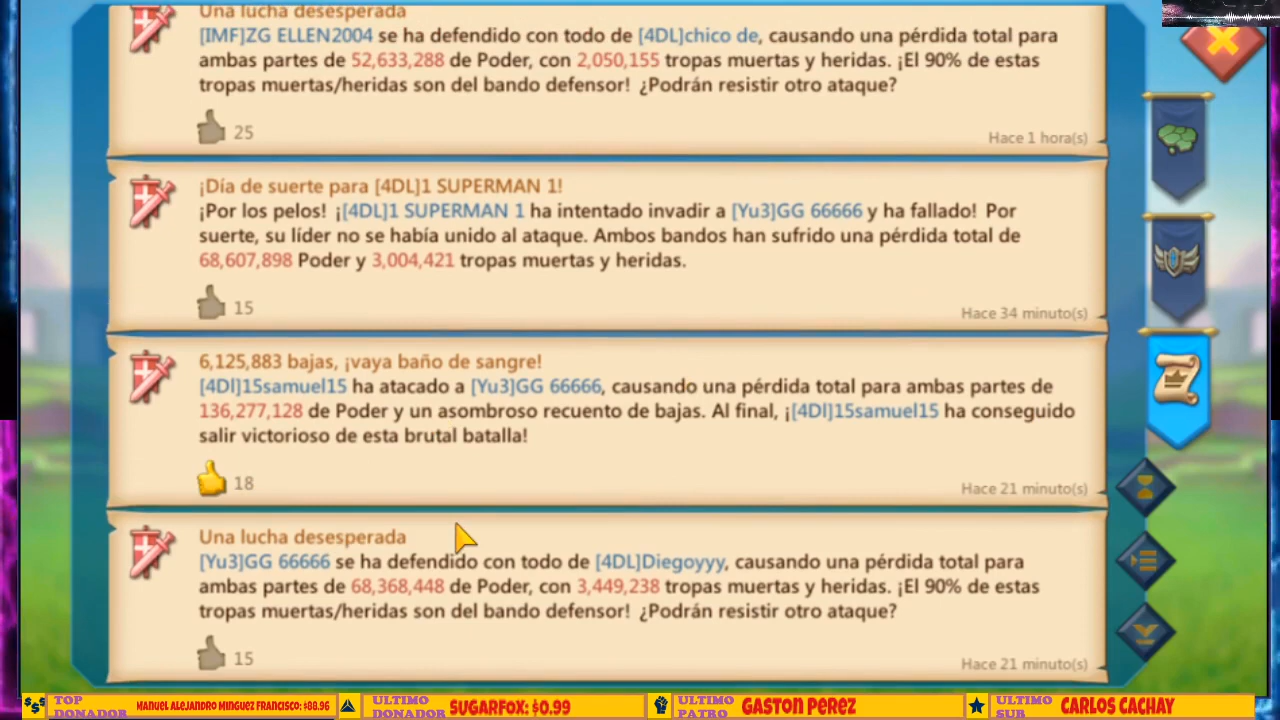 Una lucha desesperada
[IMF]ZG ELLEN2004 se ha defendido con todo de [4DL]chico de, causando una pérdida total para
ambas partes de 52,633,288 de Poder, con 2,050,155 tropas muertas y heridas. ¡El 90% de estas
tropas muertas/heridas son del bando defensor! ¿Podrán resistir otro ataque?
25
Hace 1 hora(s)
¡Día de suerte para [4DL]1 SUPERMAN 1!
¡Por los pelos! ¡[4DL]1 SUPERMAN 1 ha intentado invadir a [Yu3]GG 66666 y ha fallado! Por
suerte, su líder no se había unido al ataque. Ambos bandos han sufrido una pérdida total de
68,607,898 Poder y 3,004,421 tropas muertas y heridas.
15
Hace 34 minuto(s)
6,125,883 bajas, ¡vaya baño de sangre!
[4Dl]15samuel15 ha atacado a [Yu3]GG 66666, causando una pérdida total para ambas partes de
136,277,128 de Poder y un asombroso recuento de bajas. Al final, ¡[4Dl]15samuel15 ha conseguido
salir victorioso de esta brutal batalla!
18
Hace 21 minuto(s)
Una lucha desesperada
[Yu3]GG 66666 se ha defendido con todo de [4DL]Diegoyyy, causando una pérdida total para
ambas partes de 68,368,448 de Poder, con 3,449,238 tropas muertas y heridas. ¡El 90% de estas
tropas muertas/heridas son del bando defensor! ¿Podrán resistir otro ataque?
15
Hace 21 minuto(s)
TOP DONADOR MANUEL ALEJANDRO MINGUEZ FRANCISCO: $88.96
ULTIMO DONADOR SUGARFOX: $0.99
ULTIMO PATRO GASTON PEREZ
ULTIMO SUB CARLOS CACHAY